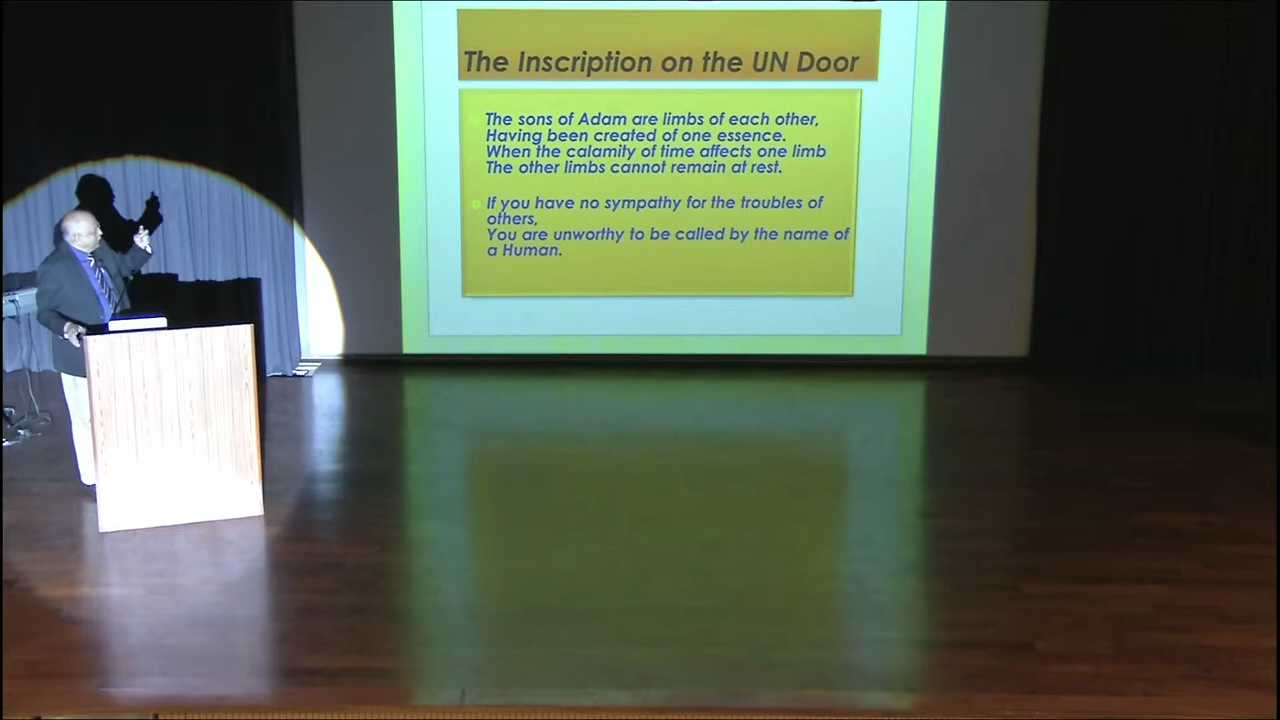 The Inscription on the UN Door
The sons of Adam are limbs of each other,
Having been created of one essence.
When the calamity of time affects one limb
The other limbs cannot remain at rest.
If you have no sympathy for the troubles of
others,
You are unworthy to be called by the name of
a Human.